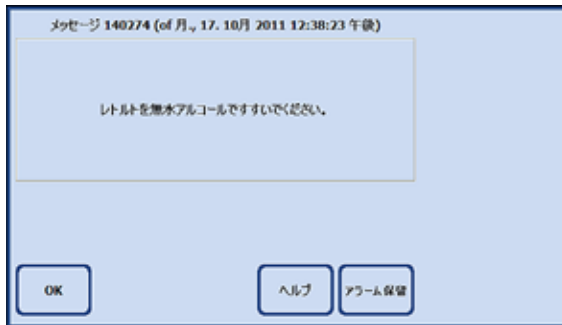 メッセージ 140274 (of 月., 17. 10月 2011 12:38:23 午後)
レトルトを無水アルコールですすいでください。
OK
ヘルプ
アラーム保留